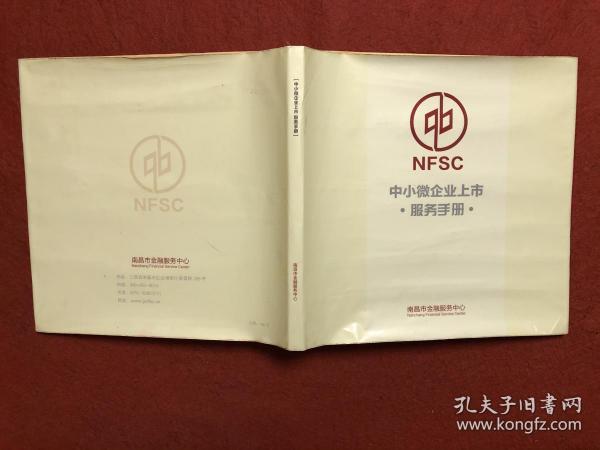 NFSC
南昌市金融服务中心
Nanchang Financial Service Center
[中小微企业上市 服务手册]
南昌市金融服务中心
NFSC
中小微企业上市
·服务手册·
南昌市金融服务中心
Nanchang Financial Service Center
孔夫子旧书网
www.kongfz.com